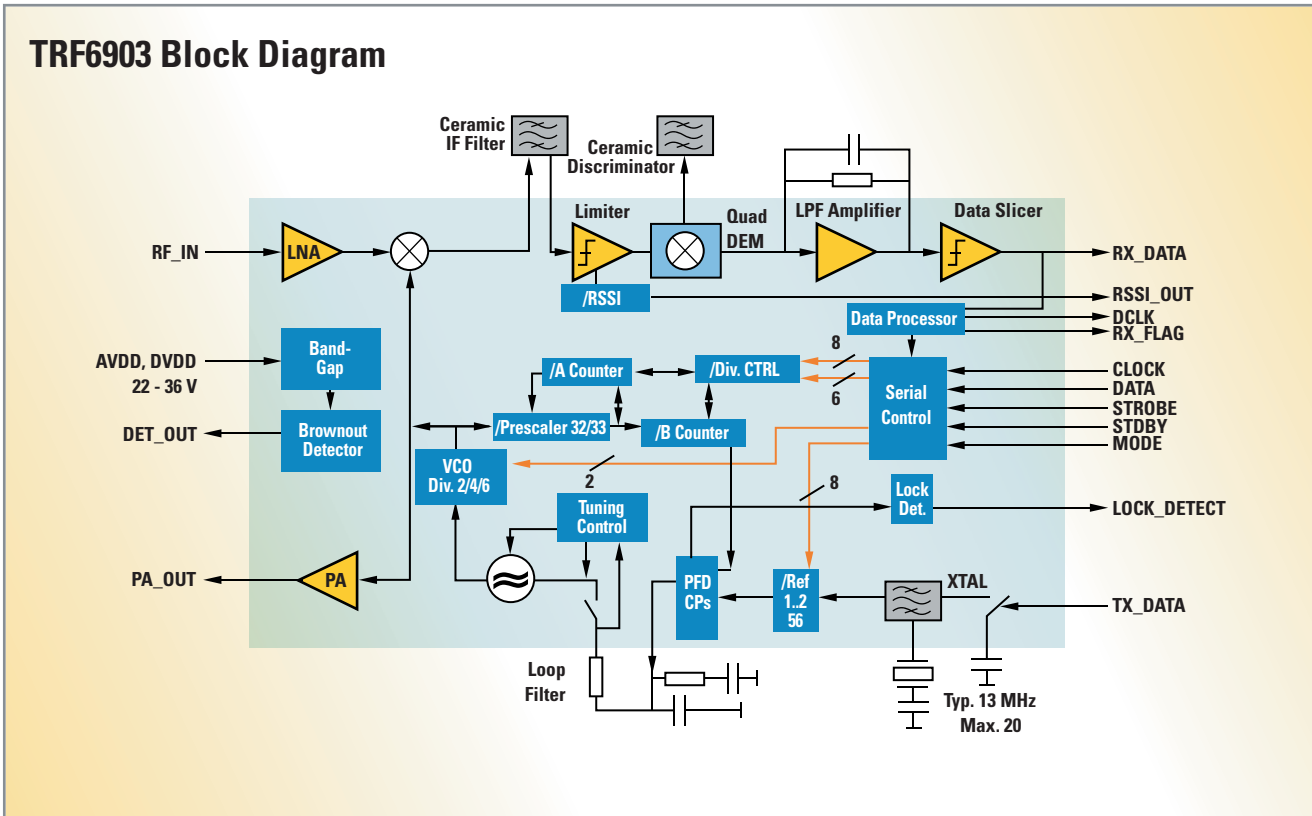 TRF6903 Block Diagram
Ceramic
IF Filter
Ceramic
Discriminator
Limiter
Quad
DEM
LPF Amplifier
Data Slicer
RF_IN
LNA
RX_DATA
/RSSI
RSSI_OUT
Data Processor
DCLK
RX_FLAG
AVDD, DVDD
22 - 36 V
Band-
Gap
/A Counter
/Div. CTRL
8
6
Serial
Control
CLOCK
DATA
STROBE
STDBY
MODE
DET_OUT
Brownout
Detector
/Prescaler 32/33
/B Counter
VCO
Div. 2/4/6
2
8
Lock
Det.
LOCK_DETECT
Tuning
Control
PA_OUT
PA
PFD
CPs
/Ref
1..2
56
XTAL
TX_DATA
Loop
Filter
Typ. 13 MHz
Max. 20